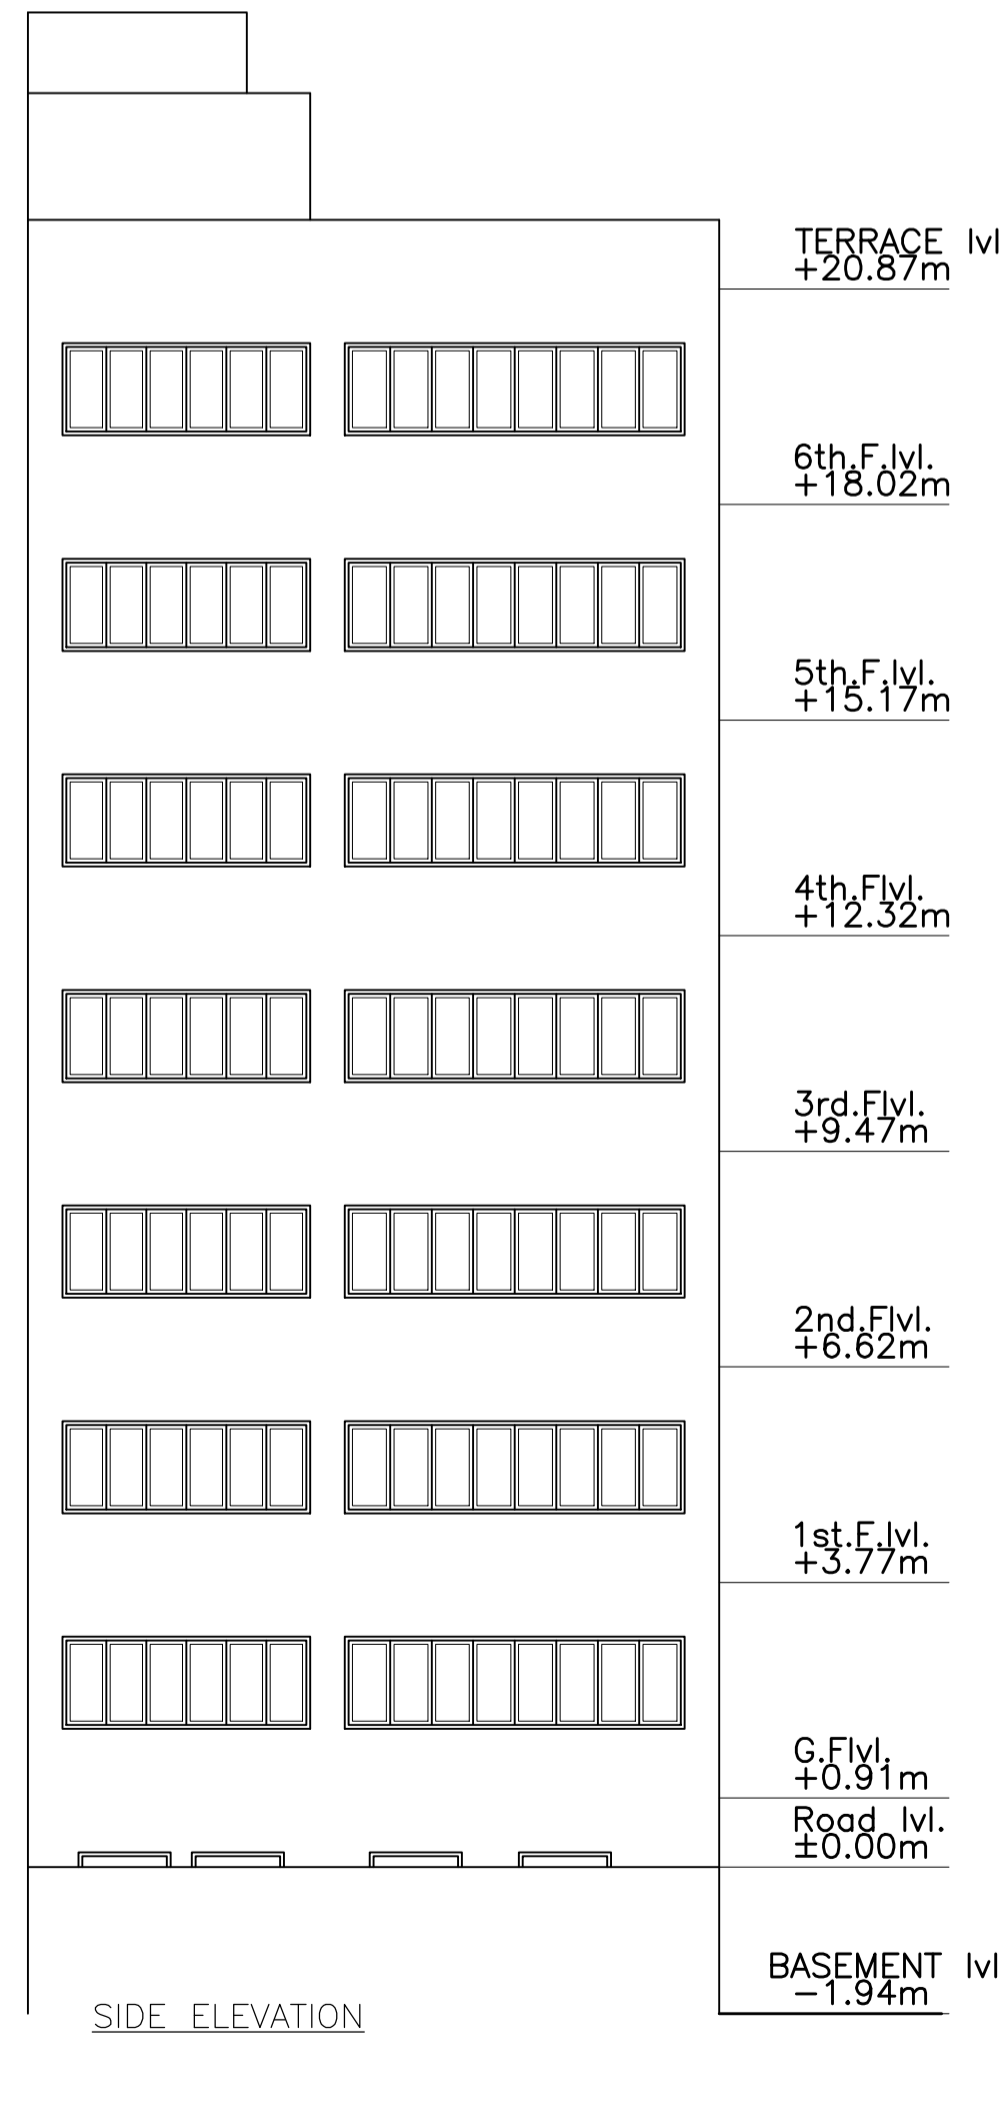 TERRACE lvl
+20.87m
6th.F.lvl.
+18.02m
5th.F.lvl.
+15.17m
4th.Flvl.
+12.32m
3rd.Flvl.
+9.47m
2nd.Flvl.
+6.62m
1st.F.lvl.
+3.77m
G.Flvl.
+0.91m
Road lvl.
±0.00m
BASEMENT lvl
−1.94m
SIDE ELEVATION